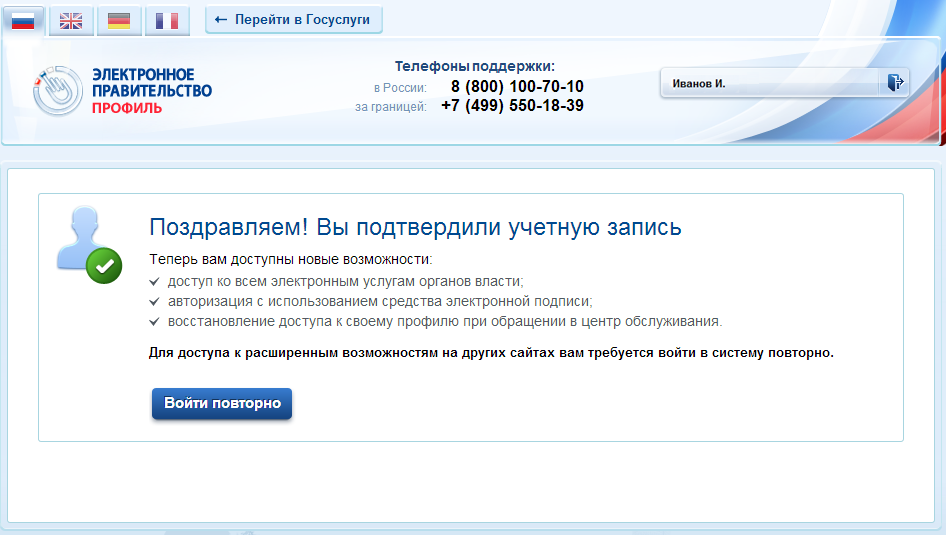 ← Перейти в Госуслуги
ЭЛЕКТРОННОЕ
ПРАВИТЕЛЬСТВО
ПРОФИЛЬ
Телефоны поддержки:
в России: 8 (800) 100-70-10
за границей: +7 (499) 550-18-39
Иванов И.
Поздравляем! Вы подтвердили учетную запись
Теперь вам доступны новые возможности:
доступ ко всем электронным услугам органов власти;
авторизация с использованием средства электронной подписи;
восстановление доступа к своему профилю при обращении в центр обслуживания.
Для доступа к расширенным возможностям на других сайтах вам требуется войти в систему повторно.
Войти повторно